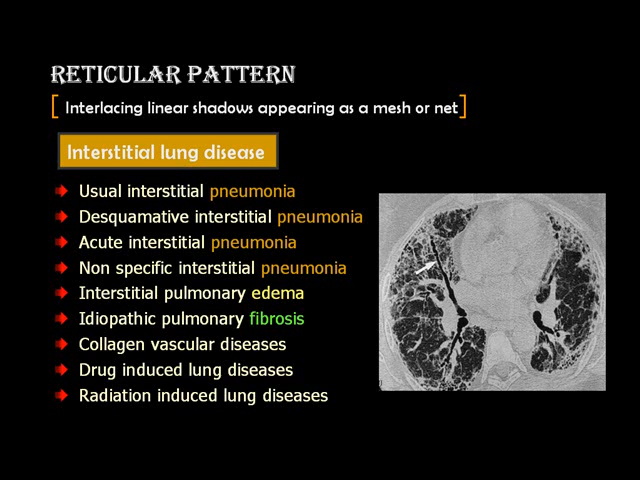 RETICULAR PATTERN
[ Interlacing linear shadows appearing as a mesh or net]
Interstitial lung disease
Usual interstitial pneumonia
Desquamative interstitial pneumonia
Acute interstitial pneumonia
Non specific interstitial pneumonia
Interstitial pulmonary edema
Idiopathic pulmonary fibrosis
Collagen vascular diseases
Drug induced lung diseases
Radiation induced lung diseases